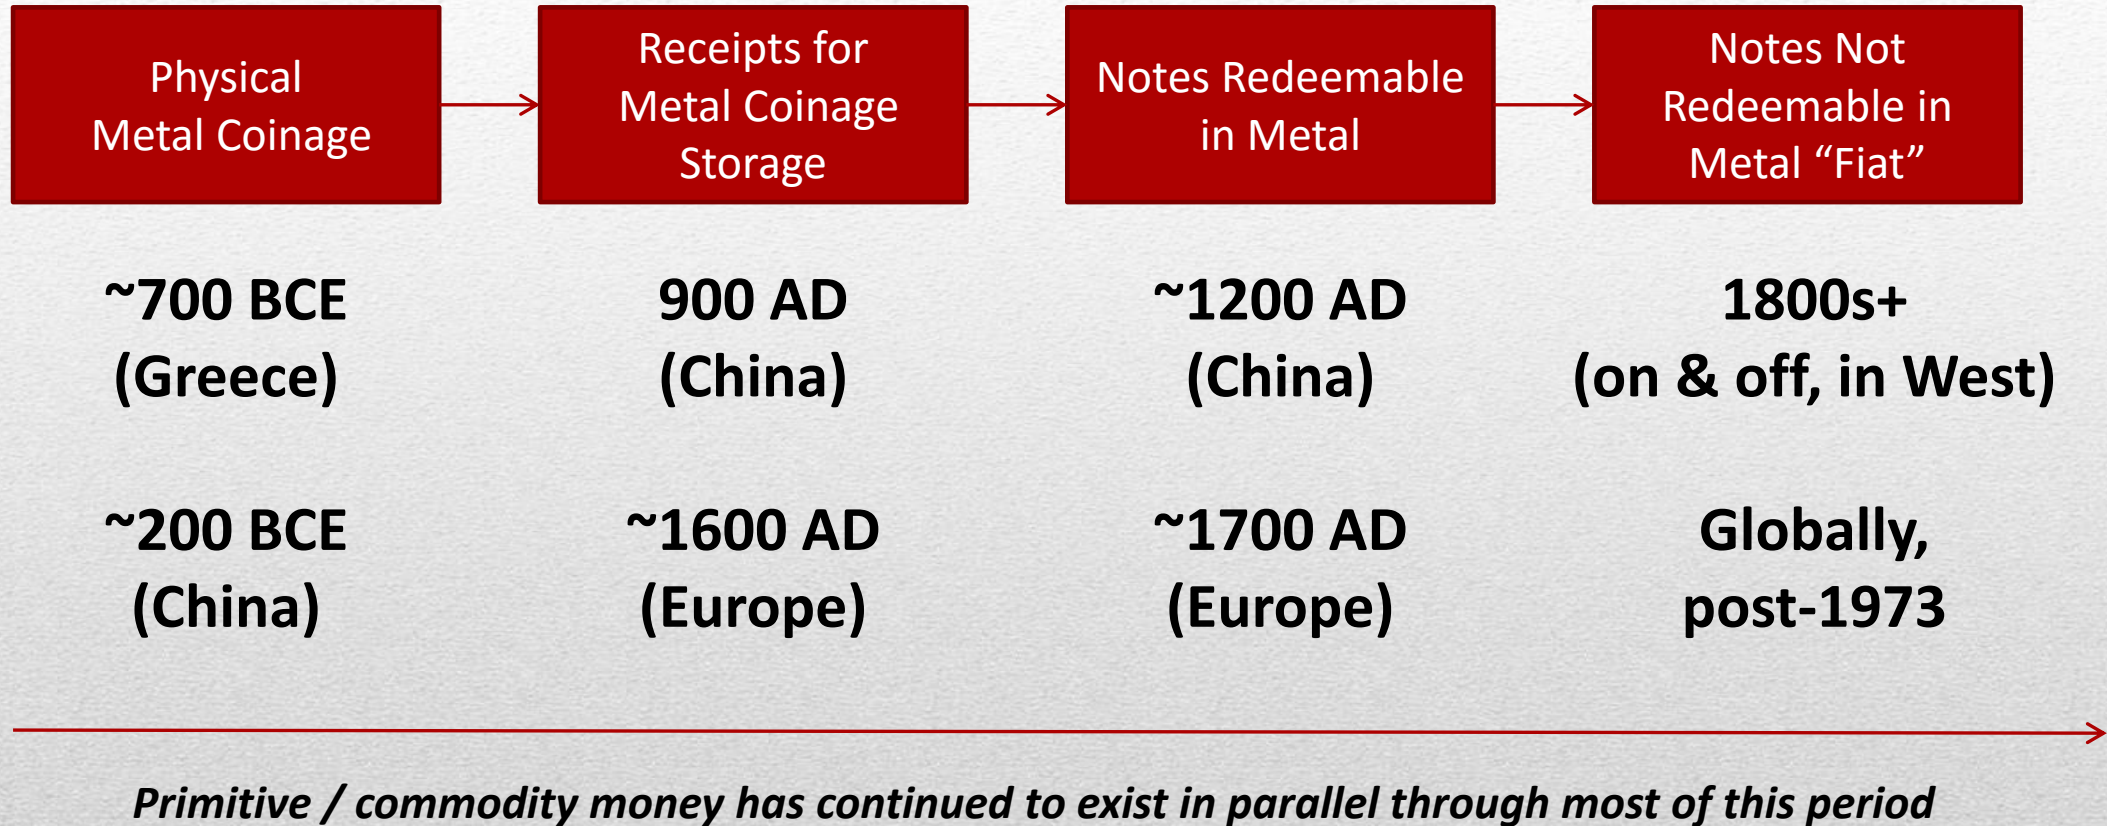 Physical
Metal Coinage
Receipts for
Metal Coinage
Storage
Notes Redeemable
in Metal
Notes Not
Redeemable in
Metal “Fiat”
~700 BCE
(Greece)
900 AD
(China)
~1200 AD
(China)
1800s+
(on & off, in West)
~200 BCE
(China)
~1600 AD
(Europe)
~1700 AD
(Europe)
Globally,
post-1973
Primitive / commodity money has continued to exist in parallel through most of this period